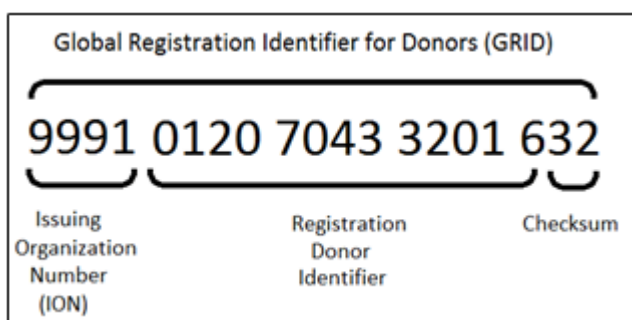 Global Registration Identifier for Donors (GRID)
9991 0120 7043 3201 632
Issuing
Organization
Number
(ION)
Registration
Donor
Identifier
Checksum